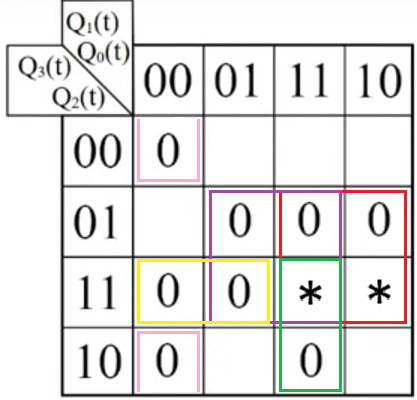 Q₁(t)
Q₀(t)
Q₃(t)
Q₂(t)
00 01 11 10
00 0
01 0 0 0
11 0 0 * *
10 0 0